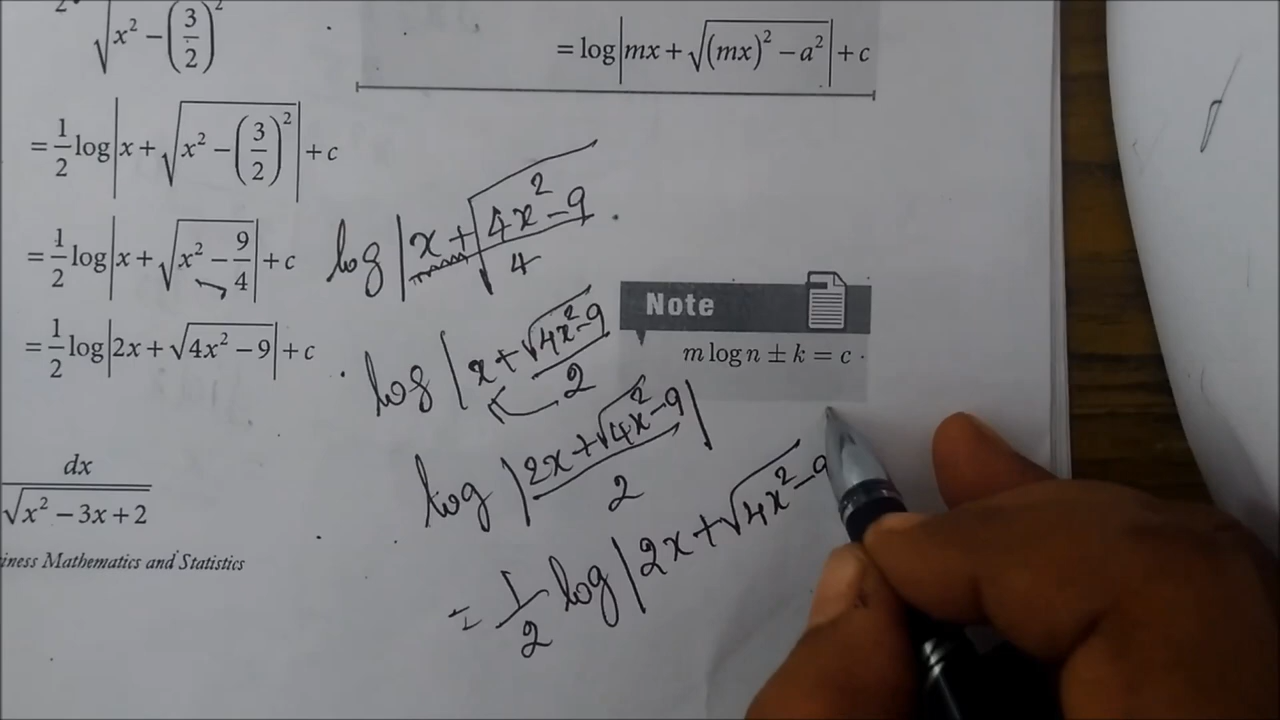 √x² − (3/2)²
= log|mx + √(mx)² − a²| + c
= 1/2 log|x + √x² − (3/2)²| + c
= 1/2 log|x + √x² − 9/4| + c
log|x + √4x² − 9 / 4
= 1/2 log|2x + √4x² − 9| + c
Note
m log n ± k = c .
log|x + √4x² − 9 / 2
log|2x + √4x² − 9 / 2|
dx / √x² − 3x + 2
iness Mathematics and Statistics
= 1/2 log|2x + √4x² − 9